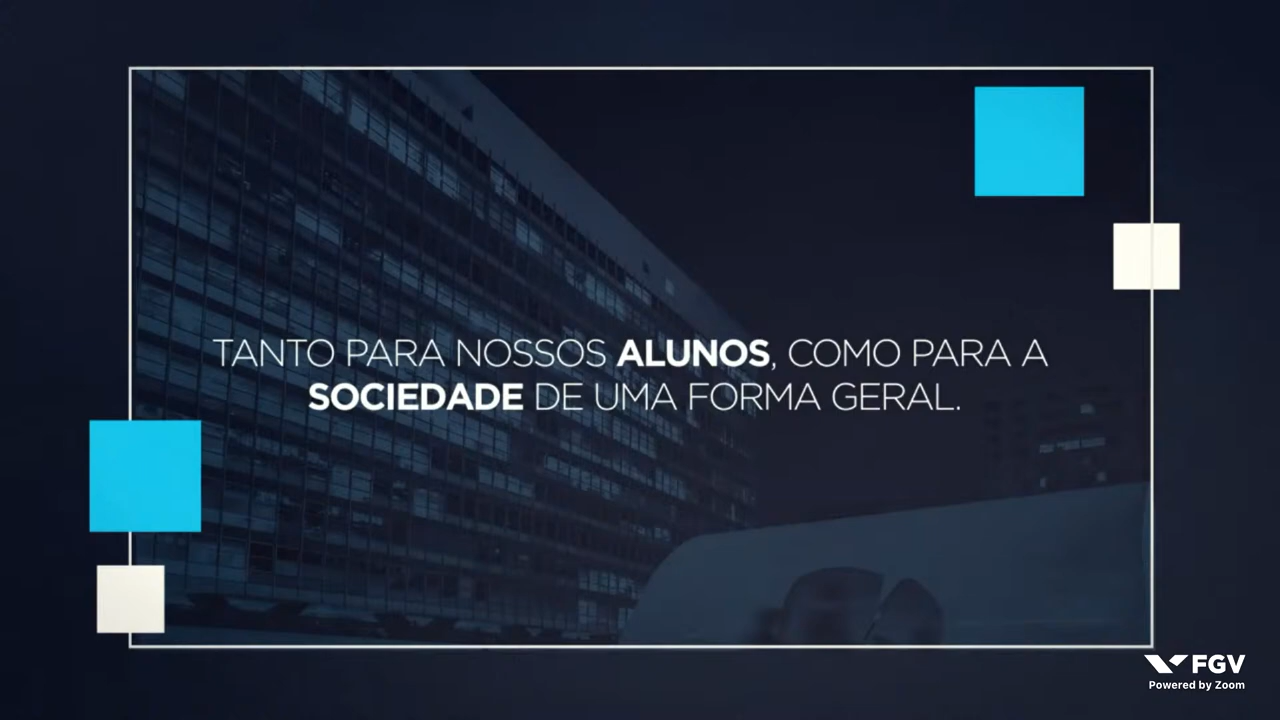 TANTO PARA NOSSOS ALUNOS, COMO PARA A
SOCIEDADE DE UMA FORMA GERAL.
FGV
Powered by Zoom